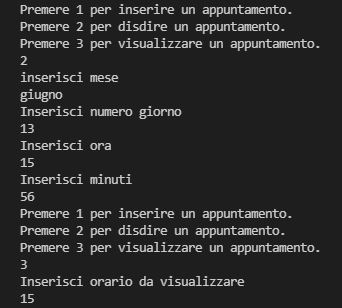 Premere 1 per inserire un appuntamento.
Premere 2 per disdire un appuntamento.
Premere 3 per visualizzare un appuntamento.
2
inserisci mese
giugno
Inserisci numero giorno
13
Inserisci ora
15
Inserisci minuti
56
Premere 1 per inserire un appuntamento.
Premere 2 per disdire un appuntamento.
Premere 3 per visualizzare un appuntamento.
3
Inserisci orario da visualizzare
15